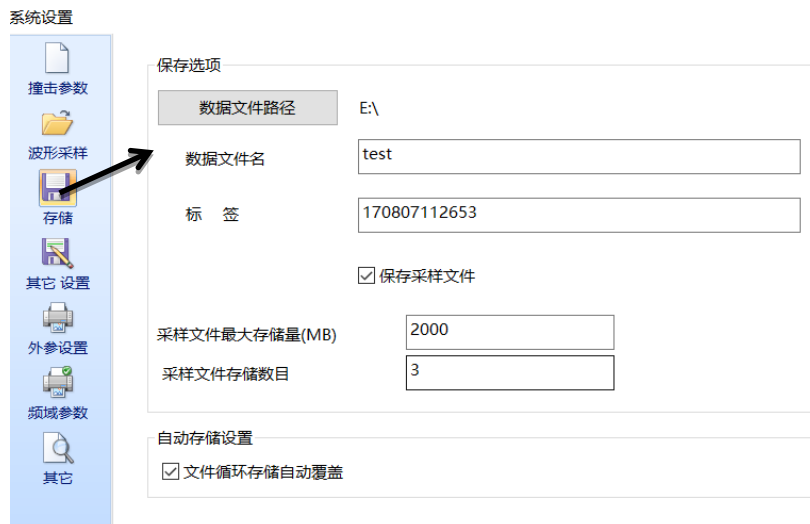 系统设置
撞击参数
波形采样
存储
其它 设置
外参设置
频域参数
其它
保存选项
数据文件路径 E:\
数据文件名 test
标 签 170807112653
保存采样文件
采样文件最大存储量(MB) 2000
采样文件存储数目 3
自动存储设置
文件循环存储自动覆盖